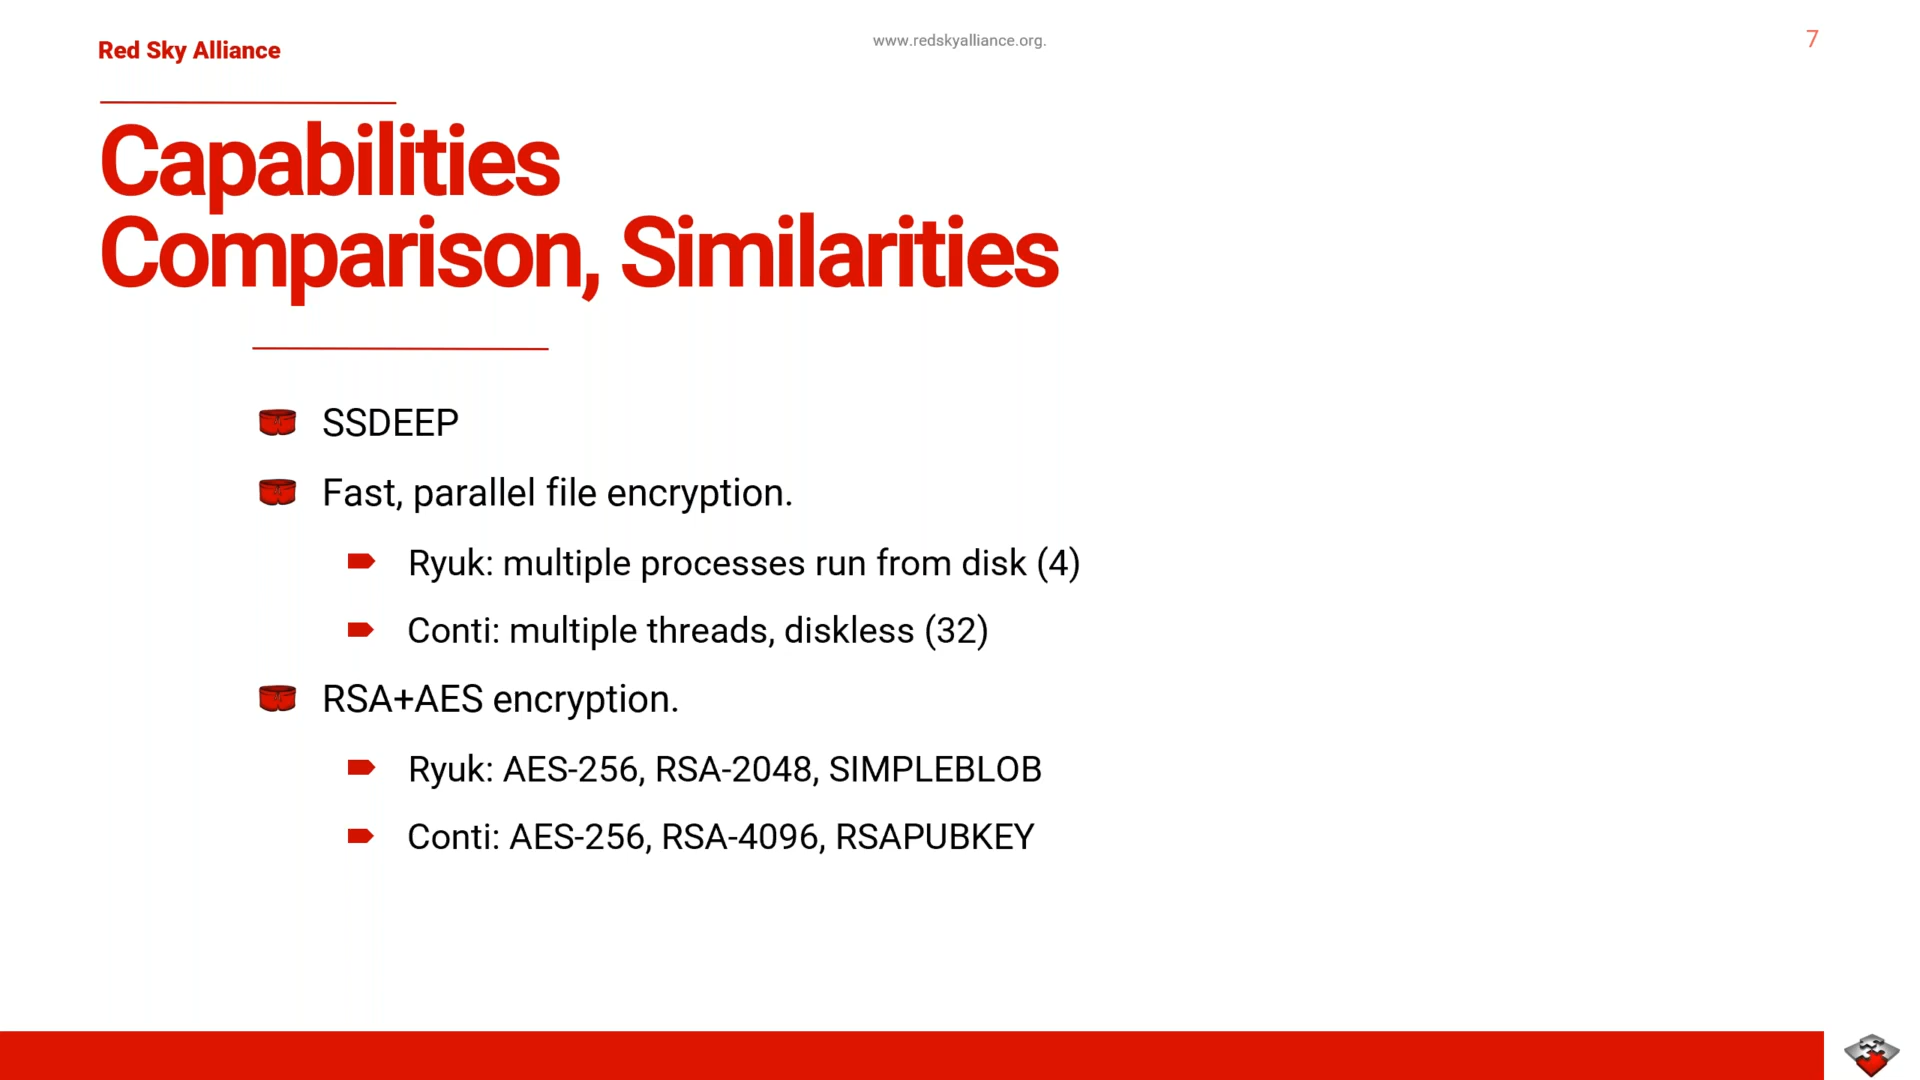 Red Sky Alliance
www.redskyalliance.org.
7
Capabilities
Comparison, Similarities
SSDEEP
Fast, parallel file encryption.
Ryuk: multiple processes run from disk (4)
Conti: multiple threads, diskless (32)
RSA+AES encryption.
Ryuk: AES-256, RSA-2048, SIMPLEBLOB
Conti: AES-256, RSA-4096, RSAPUBKEY